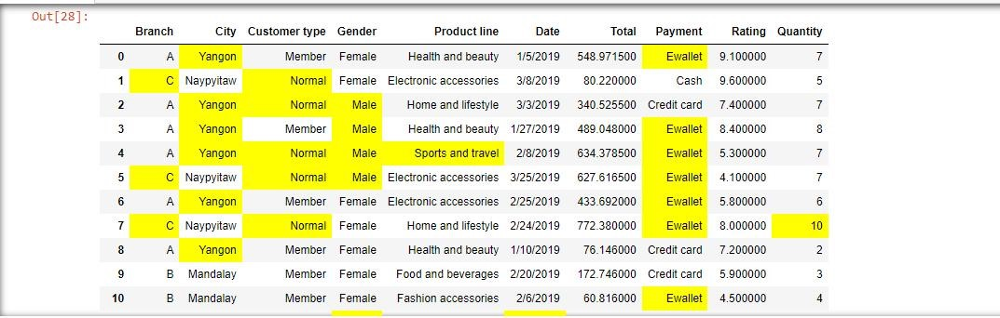 Out[28]:
Branch City Customer type Gender Product line Date Total Payment Rating Quantity
0 A Yangon Member Female Health and beauty 1/5/2019 548.971500 Ewallet 9.100000 7
1 C Naypyitaw Normal Female Electronic accessories 3/8/2019 80.220000 Cash 9.600000 5
2 A Yangon Normal Male Home and lifestyle 3/3/2019 340.525500 Credit card 7.400000 7
3 A Yangon Member Male Health and beauty 1/27/2019 489.048000 Ewallet 8.400000 8
4 A Yangon Normal Male Sports and travel 2/8/2019 634.378500 Ewallet 5.300000 7
5 C Naypyitaw Normal Male Electronic accessories 3/25/2019 627.616500 Ewallet 4.100000 7
6 A Yangon Member Female Electronic accessories 2/25/2019 433.692000 Ewallet 5.800000 6
7 C Naypyitaw Normal Female Home and lifestyle 2/24/2019 772.380000 Ewallet 8.000000 10
8 A Yangon Member Female Health and beauty 1/10/2019 76.146000 Credit card 7.200000 2
9 B Mandalay Member Female Food and beverages 2/20/2019 172.746000 Credit card 5.900000 3
10 B Mandalay Member Female Fashion accessories 2/6/2019 60.816000 Ewallet 4.500000 4